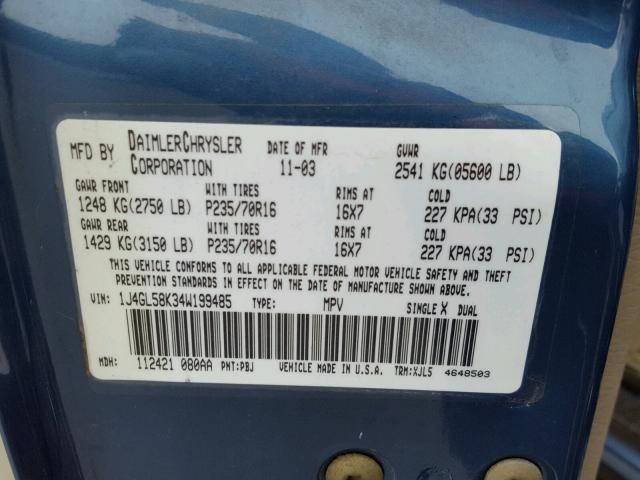 MFD BY DAIMLERCHRYSLER CORPORATION DATE OF MFR 11-03 GVWR 2541 KG(05600 LB)
GAWR FRONT WITH TIRES RIMS AT COLD
1248 KG(2750 LB) P235/70R16 16X7 227 KPA(33 PSI)
GAWR REAR WITH TIRES RIMS AT COLD
1429 KG(3150 LB) P235/70R16 16X7 227 KPA(33 PSI)
THIS VEHICLE CONFORMS TO ALL APPLICABLE FEDERAL MOTOR VEHICLE SAFETY AND THEFT
PREVENTION STANDARDS IN EFFECT ON THE DATE OF MANUFACTURE SHOWN ABOVE.
VIN: 1J4GL58K34W199485 TYPE: MPV SINGLE X DUAL
MDH: 112421 080AA PNT:PBJ VEHICLE MADE IN U.S.A. TRM:XJL5 4648503